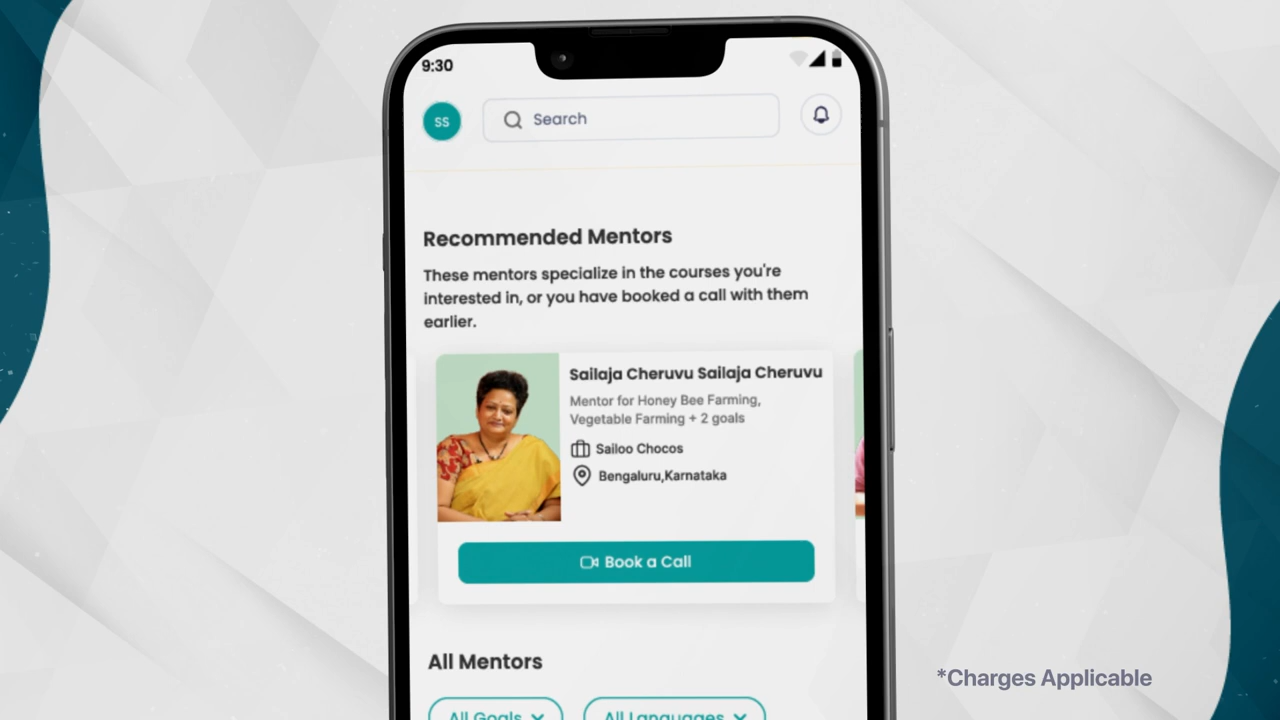 9:30
SS
Search
Recommended Mentors
These mentors specialize in the courses you're
interested in, or you have booked a call with them
earlier.
Sailaja Cheruvu Sailaja Cheruvu
Mentor for Honey Bee Farming,
Vegetable Farming + 2 goals
Sailoo Chocos
Bengaluru,Karnataka
Book a Call
All Mentors
*Charges Applicable
All Goals
All Languages